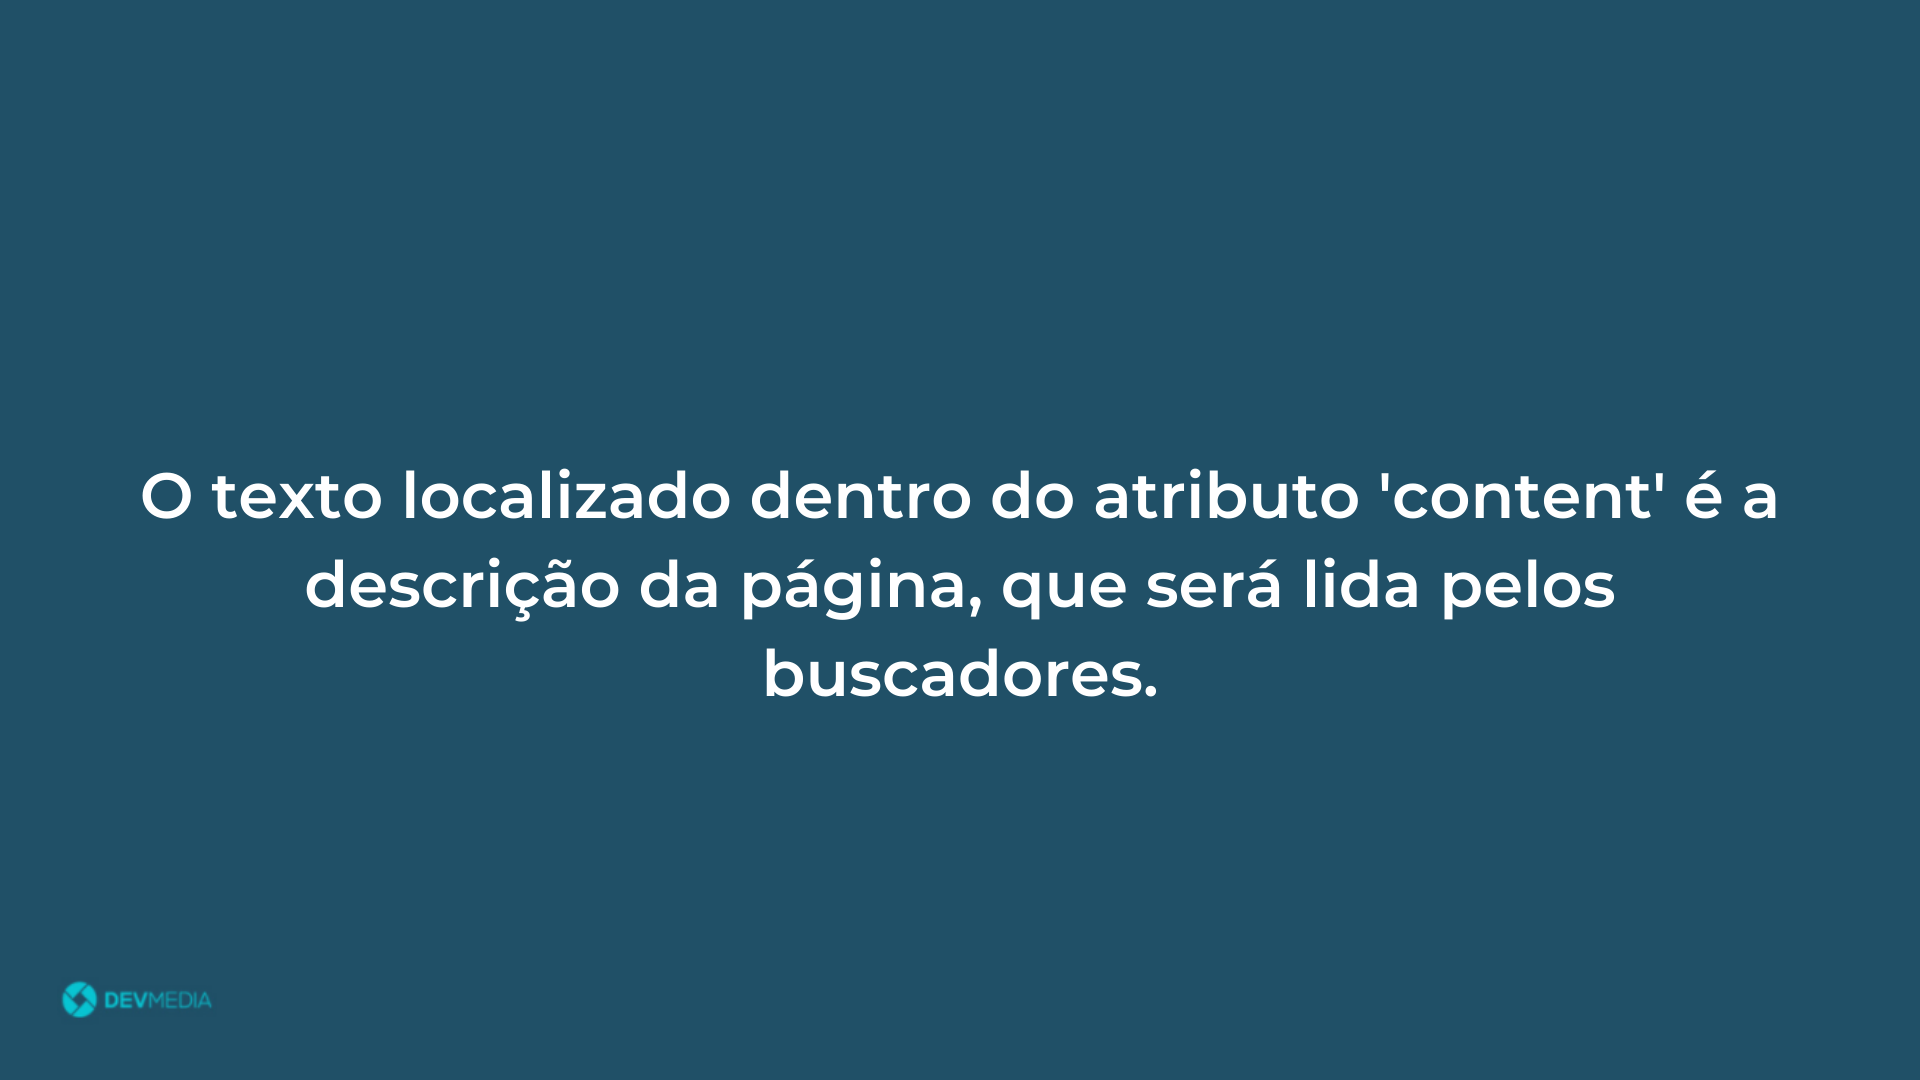 O texto localizado dentro do atributo 'content' é a
descrição da página, que será lida pelos
buscadores.
DEVMEDIA